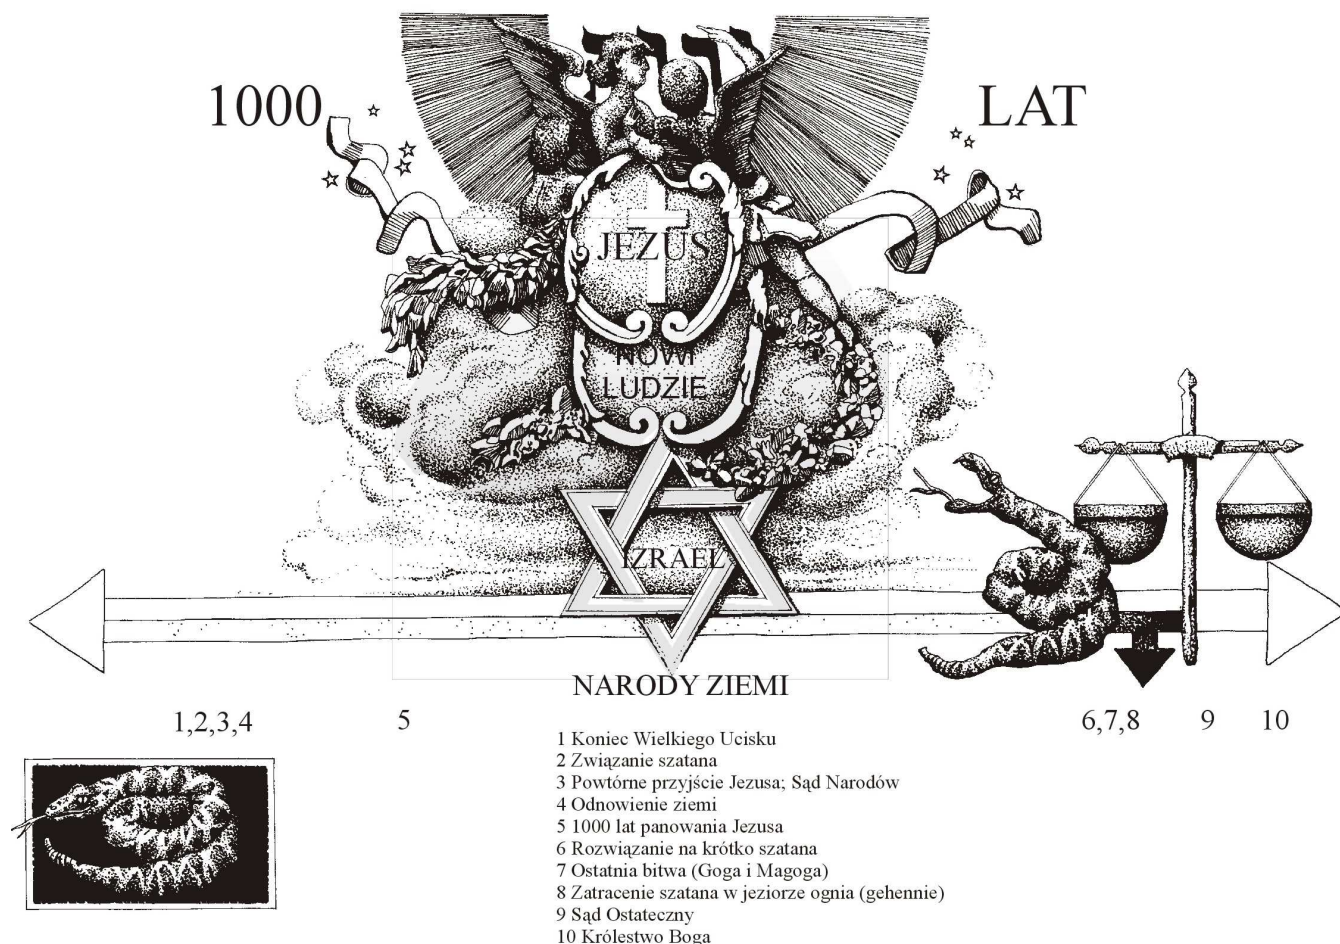 1000
LAT
JEZUS
NOWI
LUDZIE
IZRAEL
NARODY ZIEMI
1,2,3,4
5
6,7,8
9
10
1 Koniec Wielkiego Ucisku
2 Związanie szatana
3 Powtórne przyjście Jezusa; Sąd Narodów
4 Odnowienie ziemi
5 1000 lat panowania Jezusa
6 Rozwiązanie na krótko szatana
7 Ostatnia bitwa (Goga i Magoga)
8 Zatracenie szatana w jeziorze ognia (gehennie)
9 Sąd Ostateczny
10 Królestwo Boga